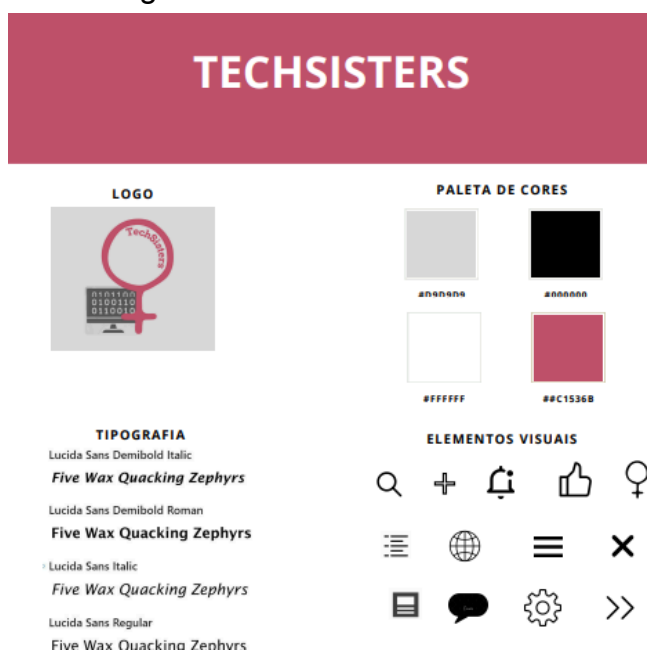 TECHSISTERS
LOGO
TechSisters
0101100
0100110
0110010
PALETA DE CORES
#D9D9D9
#000000
#FFFFFF
##C1536B
TIPOGRAFIA
Lucida Sans Demibold Italic
Five Wax Quacking Zephyrs
Lucida Sans Demibold Roman
Five Wax Quacking Zephyrs
Lucida Sans Italic
Five Wax Quacking Zephyrs
Lucida Sans Regular
Five Wax Quacking Zephyrs
ELEMENTOS VISUAIS